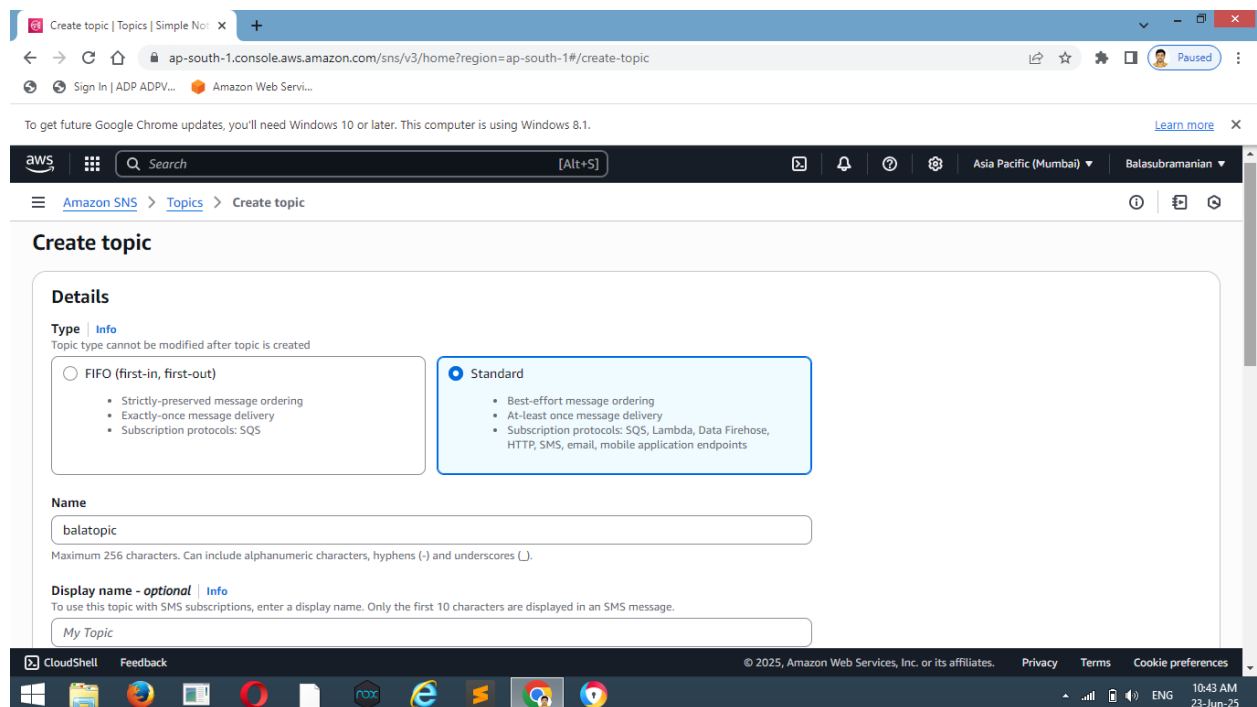 Create topic | Topics | Simple Not
ap-south-1.console.aws.amazon.com/sns/v3/home?region=ap-south-1#/create-topic
Paused
Sign In | ADP ADPV...
Amazon Web Servi...
To get future Google Chrome updates, you'll need Windows 10 or later. This computer is using Windows 8.1.
Learn more
aws
Search
[Alt+S]
Asia Pacific (Mumbai)
Balasubramanian
Amazon SNS > Topics > Create topic
Create topic
Details
Type | Info
Topic type cannot be modified after topic is created
FIFO (first-in, first-out)
• Strictly-preserved message ordering
• Exactly-once message delivery
• Subscription protocols: SQS
Standard
• Best-effort message ordering
• At-least once message delivery
• Subscription protocols: SQS, Lambda, Data Firehose,
HTTP, SMS, email, mobile application endpoints
Name
balatopic
Maximum 256 characters. Can include alphanumeric characters, hyphens (-) and underscores (_).
Display name - optional | Info
To use this topic with SMS subscriptions, enter a display name. Only the first 10 characters are displayed in an SMS message.
My Topic
CloudShell
Feedback
© 2025, Amazon Web Services, Inc. or its affiliates.
Privacy
Terms
Cookie preferences
nox
ENG
10:43 AM
23-Jun-25